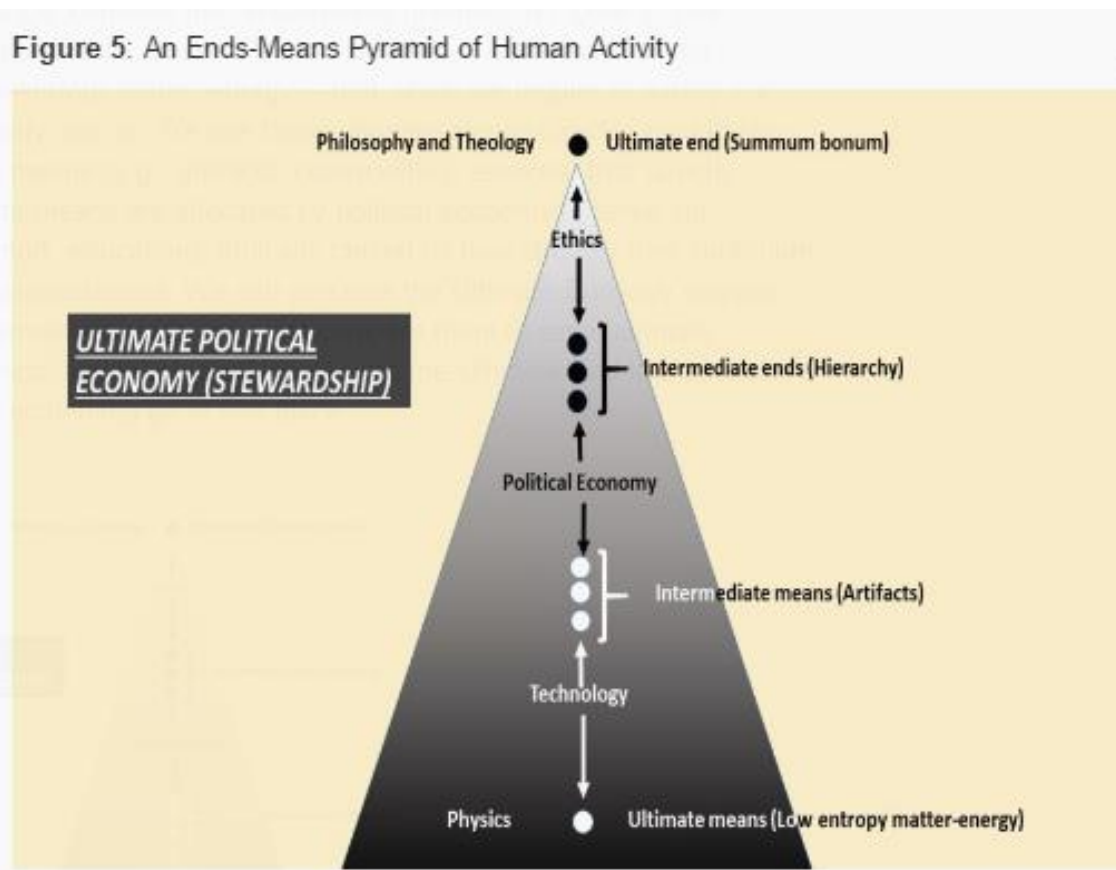 Figure 5: An Ends-Means Pyramid of Human Activity
Philosophy and Theology
Ultimate end (Summum bonum)
Ethics
ULTIMATE POLITICAL
ECONOMY (STEWARDSHIP)
Intermediate ends (Hierarchy)
Political Economy
Intermediate means (Artifacts)
Technology
Physics
Ultimate means (Low entropy matter-energy)